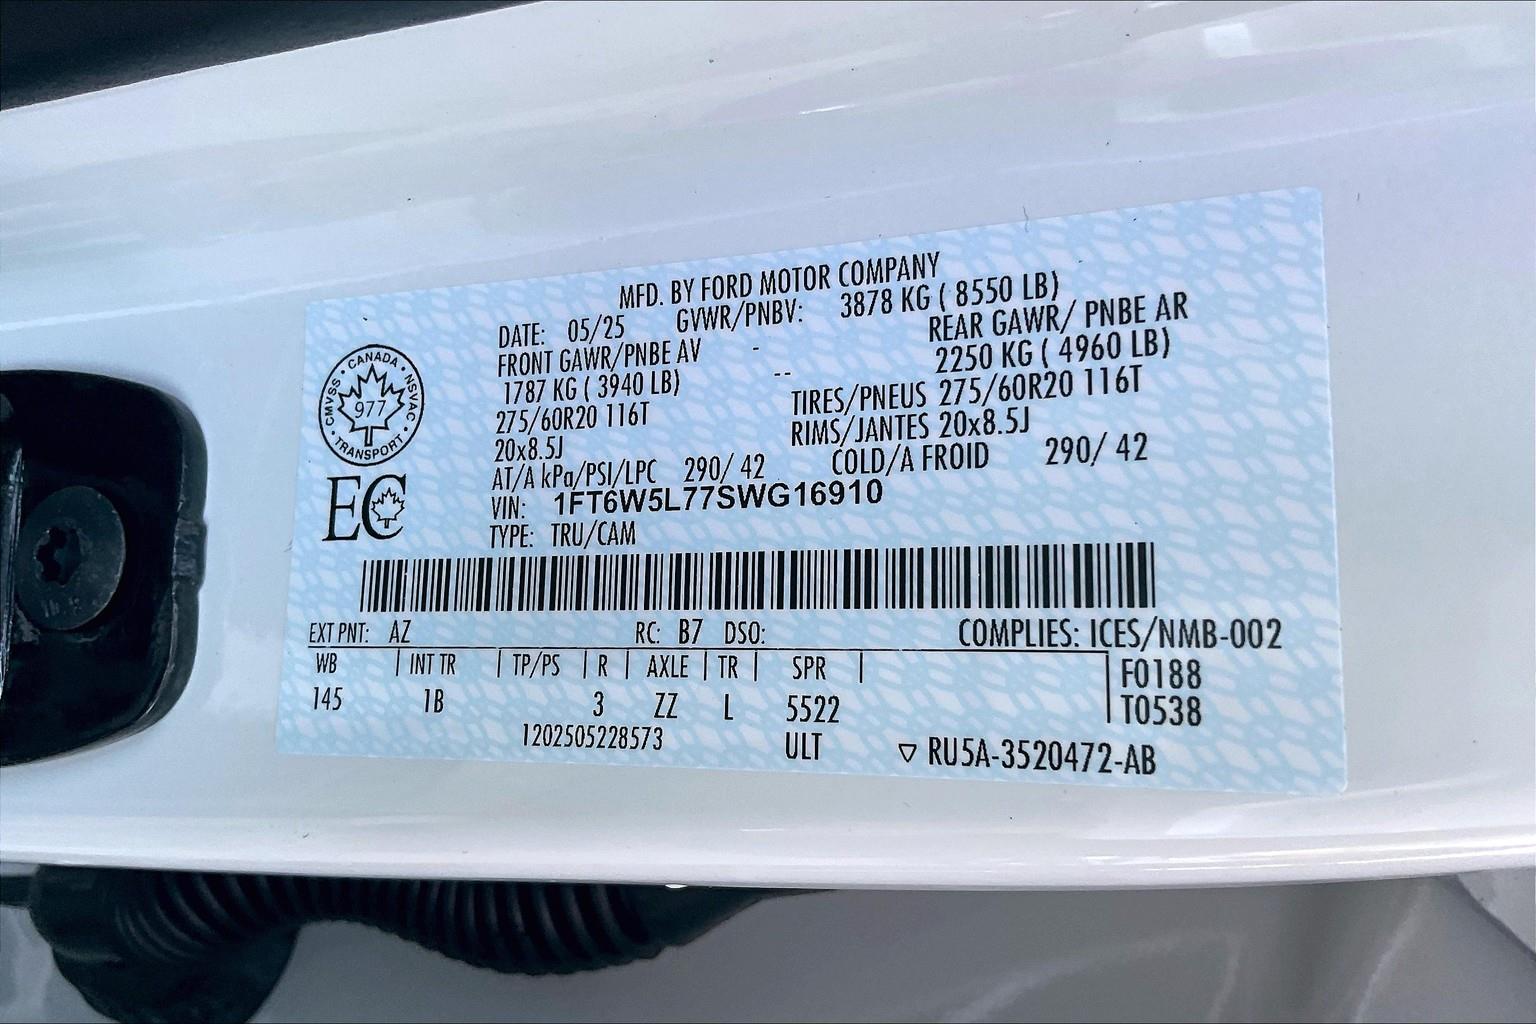 MFD. BY FORD MOTOR COMPANY
DATE: 05/25 GVWR/PNBV: 3878 KG ( 8550 LB)
FRONT GAWR/PNBE AV - REAR GAWR/ PNBE AR
1787 KG ( 3940 LB) -- 2250 KG ( 4960 LB)
275/60R20 116T TIRES/PNEUS 275/60R20 116T
20x8.5J RIMS/JANTES 20x8.5J
AT/A kPa/PSI/LPC 290/ 42 COLD/A FROID 290/ 42
VIN: 1FT6W5L77SWG16910
TYPE: TRU/CAM
CANADA · NSVAC · TRANSPORT · CMVSS
977
EC
EXT PNT: AZ RC: B7 DSO: COMPLIES: ICES/NMB-002
WB | INT TR | TP/PS | R | AXLE | TR | SPR | F0188
145 1B 3 ZZ L 5522 T0538
1202505228573 ULT ▽ RU5A-3520472-AB